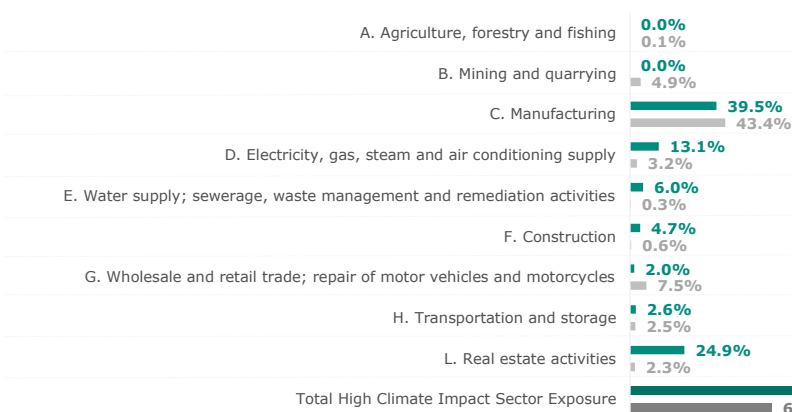 A. Agriculture, forestry and fishing 0.0%
0.1%
B. Mining and quarrying 0.0%
4.9%
C. Manufacturing 39.5%
43.4%
D. Electricity, gas, steam and air conditioning supply 13.1%
3.2%
E. Water supply; sewerage, waste management and remediation activities 6.0%
0.3%
F. Construction 4.7%
0.6%
G. Wholesale and retail trade; repair of motor vehicles and motorcycles 2.0%
7.5%
H. Transportation and storage 2.6%
2.5%
L. Real estate activities 24.9%
2.3%
Total High Climate Impact Sector Exposure